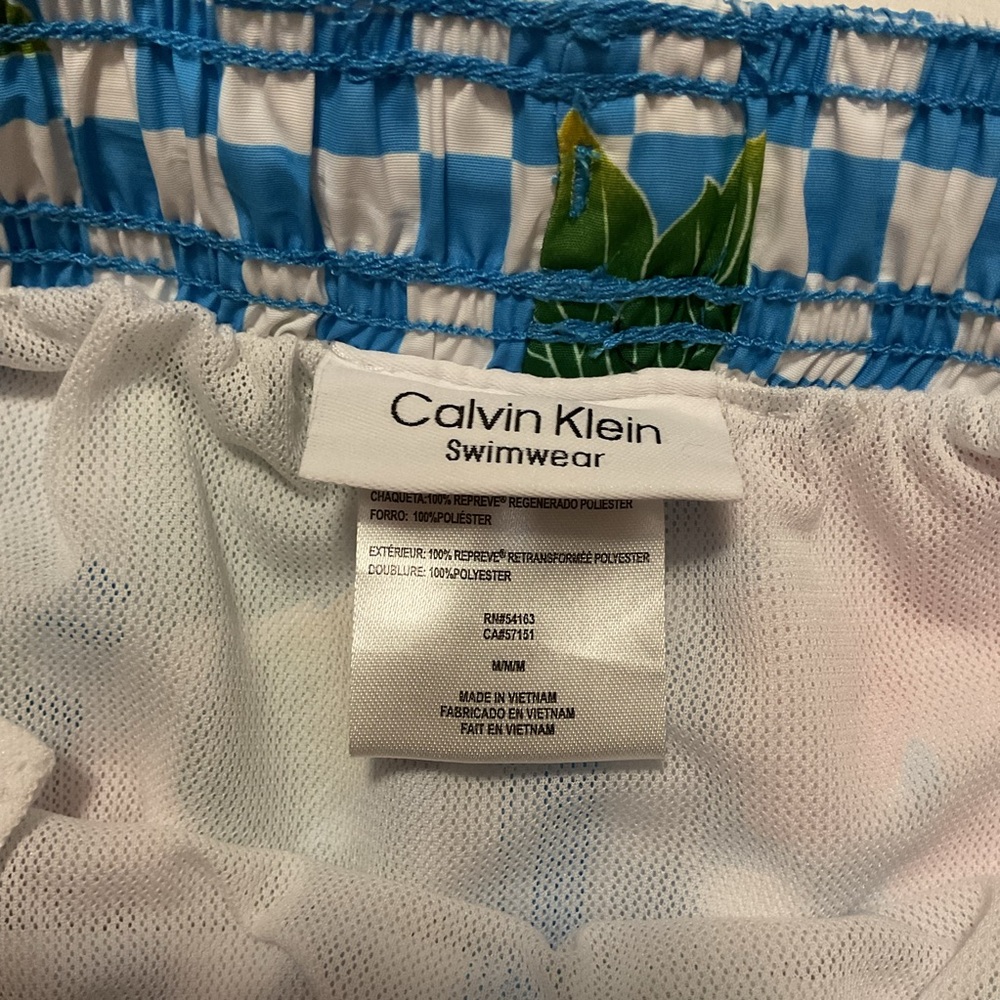 Calvin Klein
Swimwear
CHAQUETA:100% REPREVE® REGENERADO POLIESTER
FORRO: 100%POLIÉSTER
EXTÉRIEUR: 100% REPREVE® RETRANSFORMÉÉ POLYESTER
DOUBLURE: 100%POLYESTER
RN#54163
CA#57151
M/M/M
MADE IN VIETNAM
FABRICADO EN VIETNAM
FAIT EN VIETNAM